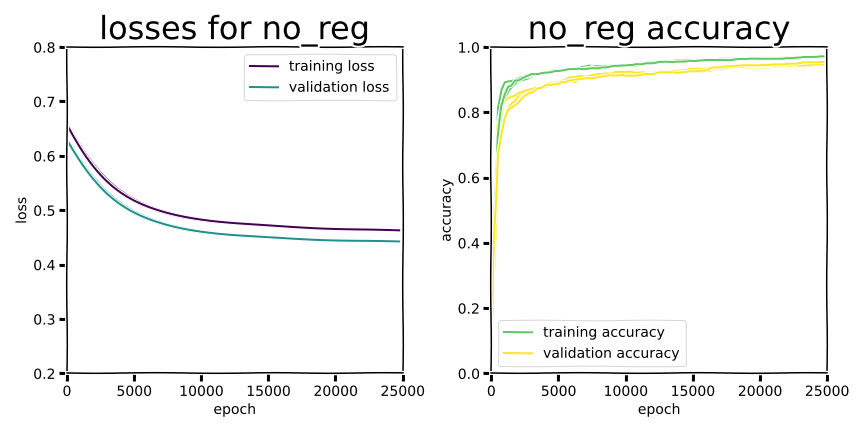 losses for no_reg
0.8
0.7
0.6
0.5
0.4
0.3
0.2
loss
training loss
validation loss
0 5000 10000 15000 20000 25000
epoch
no_reg accuracy
1.0
0.8
0.6
0.4
0.2
0.0
accuracy
training accuracy
validation accuracy
0 5000 10000 15000 20000 25000
epoch